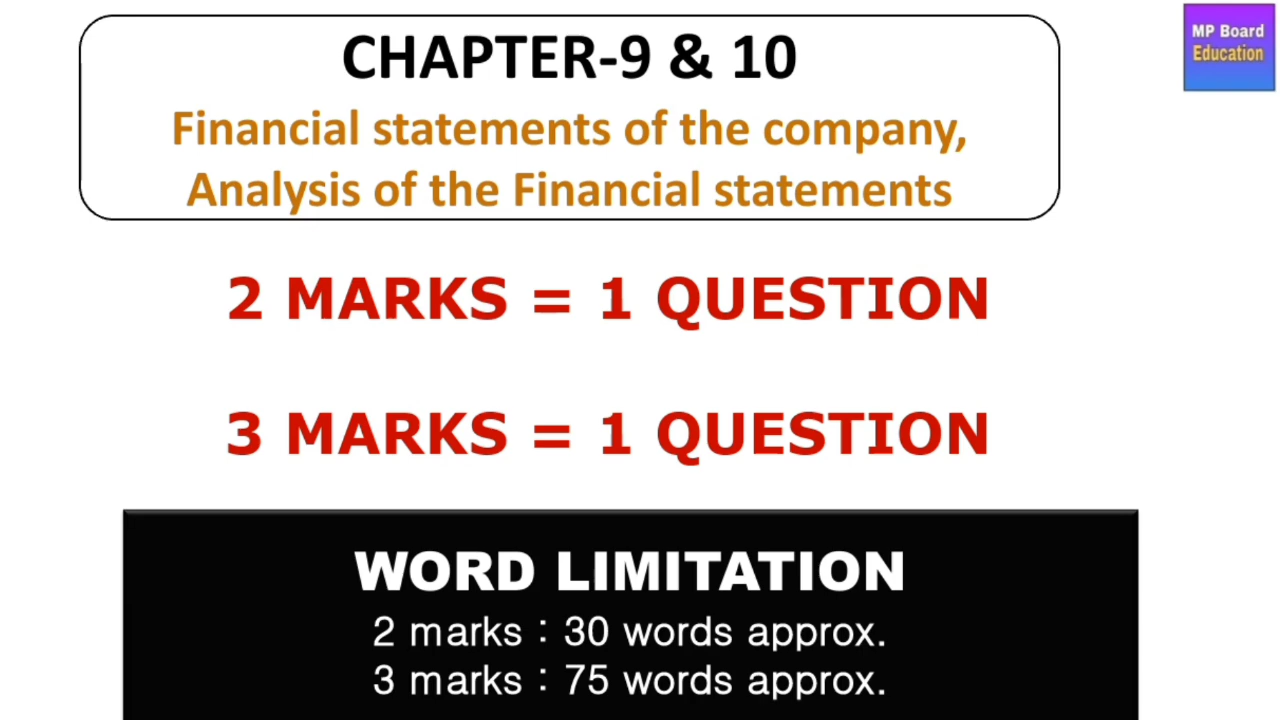 MP Board
Education
CHAPTER-9 & 10
Financial statements of the company,
Analysis of the Financial statements
2 MARKS = 1 QUESTION
3 MARKS = 1 QUESTION
WORD LIMITATION
2 marks : 30 words approx.
3 marks : 75 words approx.